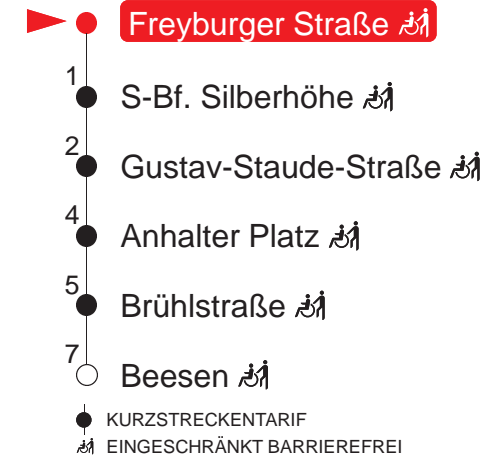 Freyburger Straße
1
S-Bf. Silberhöhe
2
Gustav-Staude-Straße
4
Anhalter Platz
5
Brühlstraße
7
Beesen
KURZSTRECKENTARIF
EINGESCHRÄNKT BARRIEREFREI